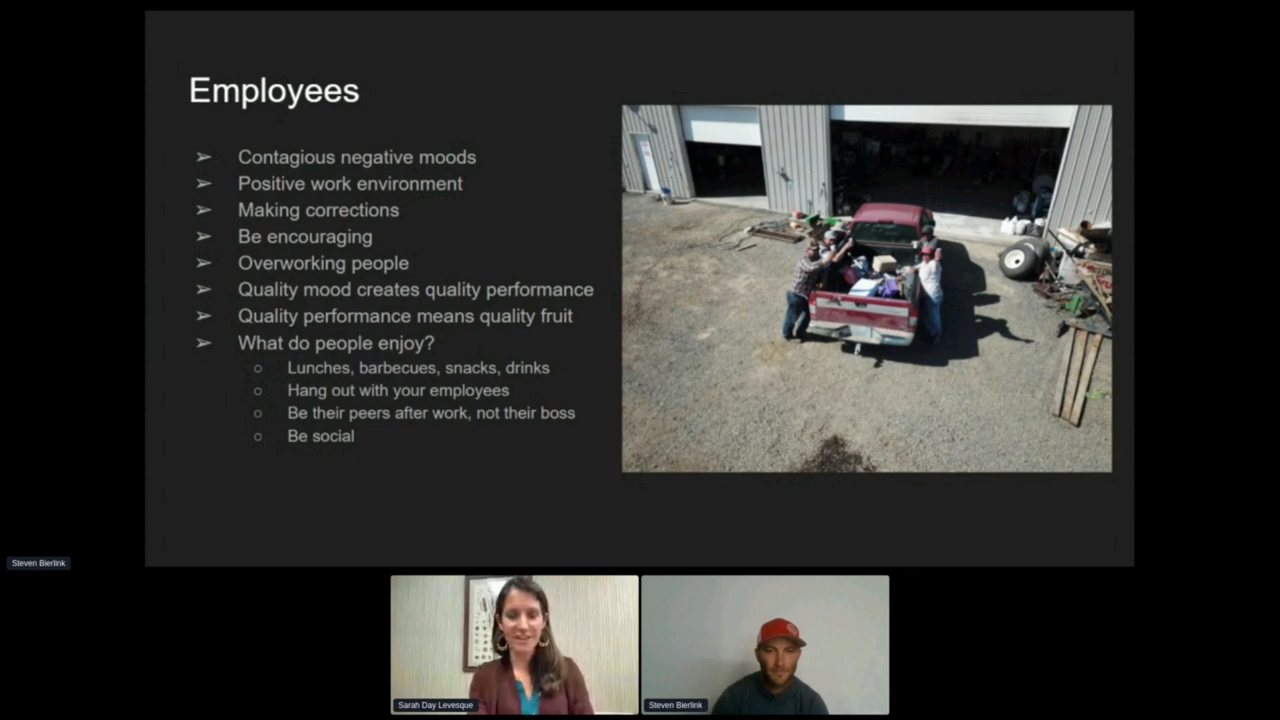 Employees
➢ Contagious negative moods
➢ Positive work environment
➢ Making corrections
➢ Be encouraging
➢ Overworking people
➢ Quality mood creates quality performance
➢ Quality performance means quality fruit
➢ What do people enjoy?
○ Lunches, barbecues, snacks, drinks
○ Hang out with your employees
○ Be their peers after work, not their boss
○ Be social
Steven Bierlink
Sarah Day Levesque
Steven Bierlink